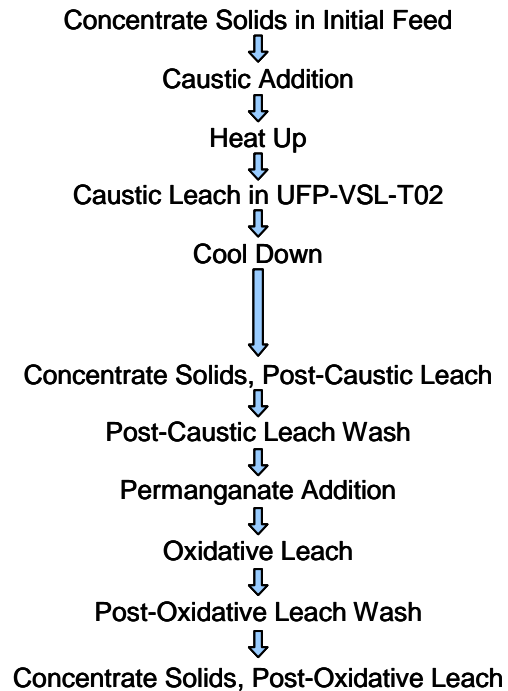 Concentrate Solids in Initial Feed
Caustic Addition
Heat Up
Caustic Leach in UFP-VSL-T02
Cool Down
Concentrate Solids, Post-Caustic Leach
Post-Caustic Leach Wash
Permanganate Addition
Oxidative Leach
Post-Oxidative Leach Wash
Concentrate Solids, Post-Oxidative Leach